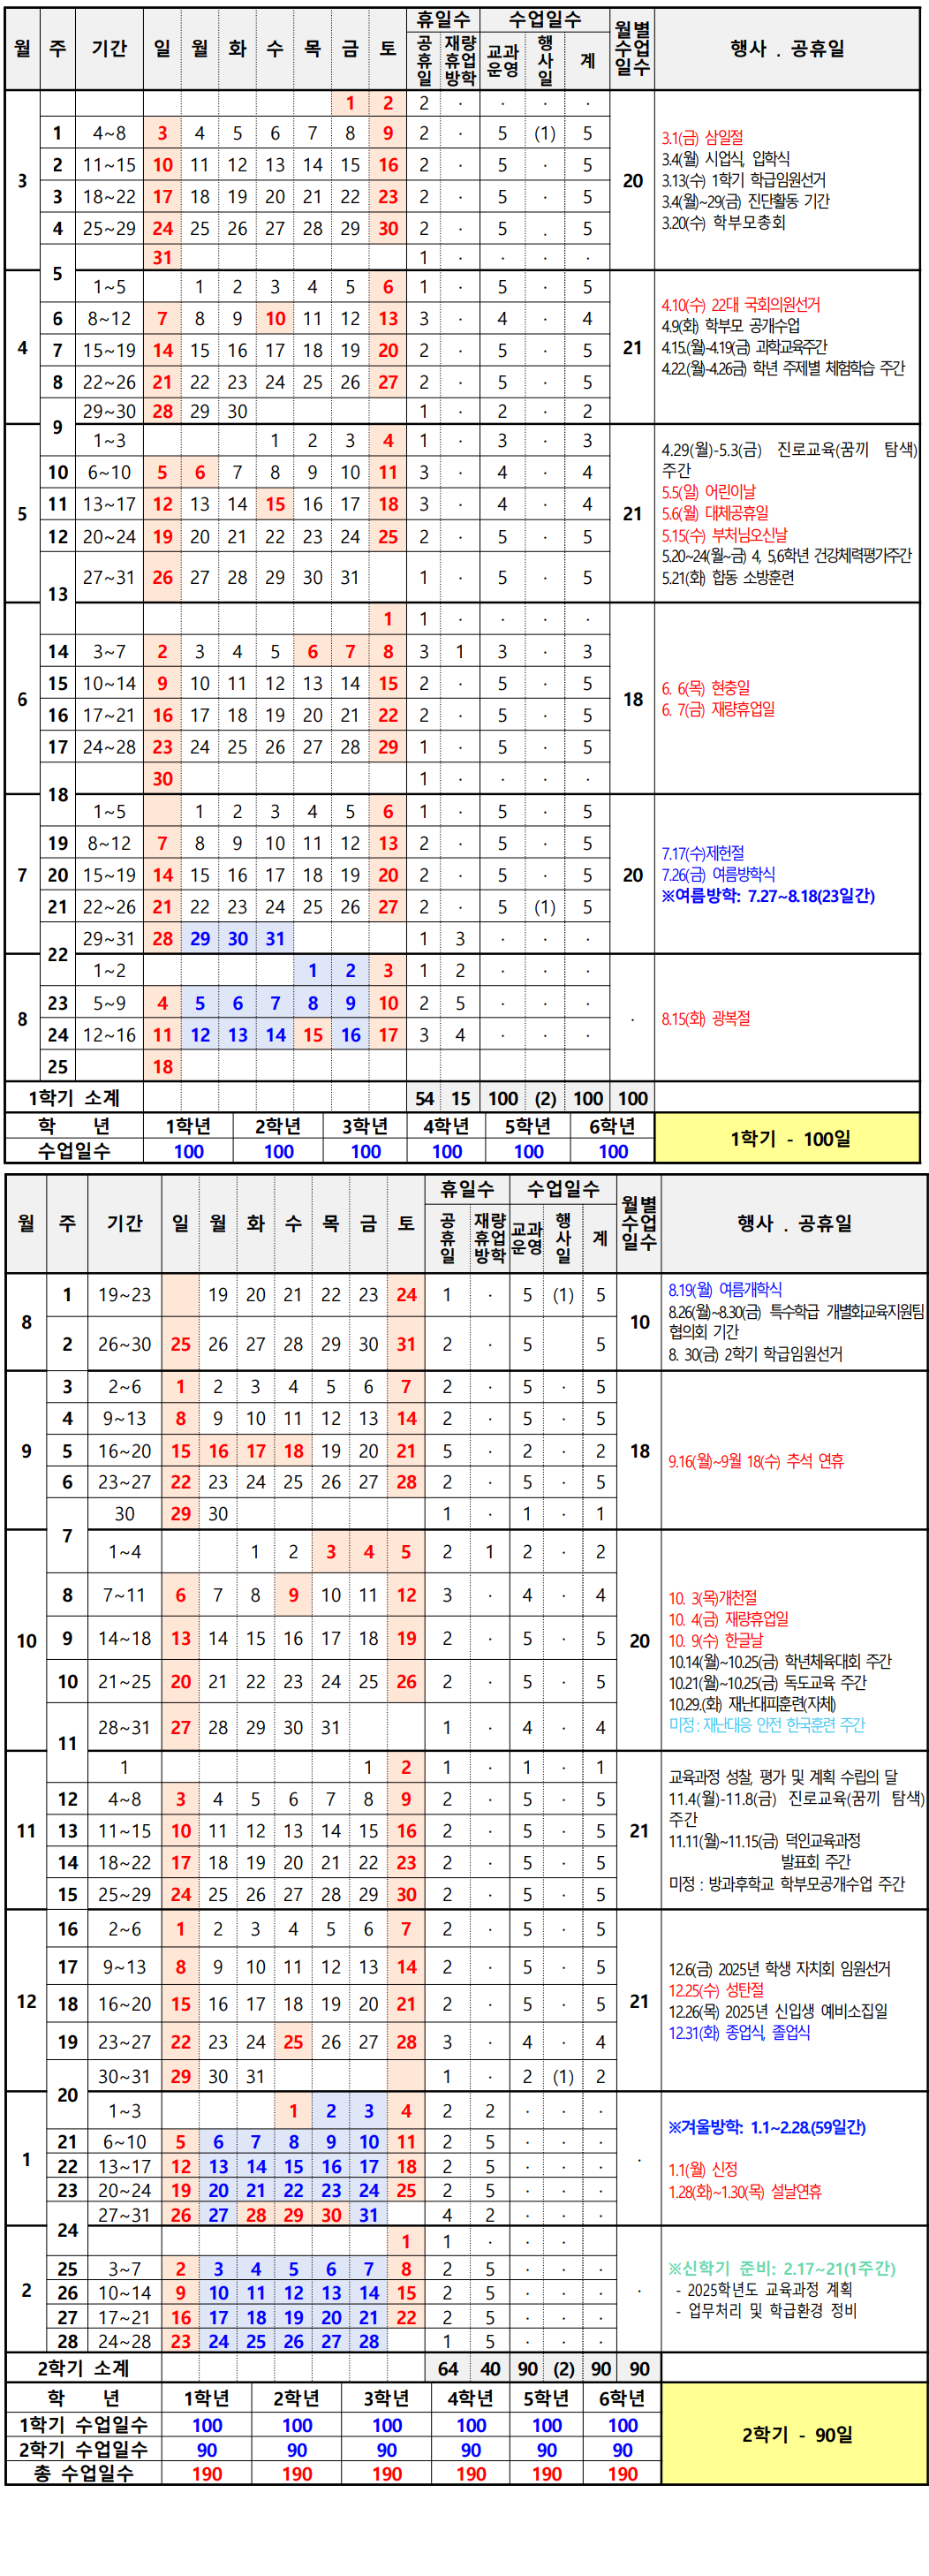 월 주 기간 일 월 화 수 목 금 토 휴일수 수업일수 월별수업일수 행사 . 공휴일
공휴일 재량휴업방학 교과운영 행사일 계
3 1 2 2 · · · · 20
1 4~8 3 4 5 6 7 8 9 2 · 5 (1) 5
2 11~15 10 11 12 13 14 15 16 2 · 5 · 5
3 18~22 17 18 19 20 21 22 23 2 · 5 · 5
4 25~29 24 25 26 27 28 29 30 2 · 5 . 5
5 31 1 · · · ·
3.1(금) 삼일절
3.4(월) 시업식, 입학식
3.13(수) 1학기 학급임원선거
3.4(월)~29(금) 진단활동 기간
3.20(수) 학부모총회
4 1~5 1 2 3 4 5 6 1 · 5 · 5 21
6 8~12 7 8 9 10 11 12 13 3 · 4 · 4
7 15~19 14 15 16 17 18 19 20 2 · 5 · 5
8 22~26 21 22 23 24 25 26 27 2 · 5 · 5
9 29~30 28 29 30 1 · 2 · 2
4.10(수) 22대 국회의원선거
4.9(화) 학부모 공개수업
4.15.(월)-4.19(금) 과학교육주간
4.22.(월)-4.26금) 학년 주제별 체험학습 주간
5 1~3 1 2 3 4 1 · 3 · 3 21
10 6~10 5 6 7 8 9 10 11 3 · 4 · 4
11 13~17 12 13 14 15 16 17 18 3 · 4 · 4
12 20~24 19 20 21 22 23 24 25 2 · 5 · 5
13 27~31 26 27 28 29 30 31 1 · 5 · 5
4.29(월)-5.3(금) 진로교육(꿈끼 탐색)
주간
5.5(일) 어린이날
5.6(월) 대체공휴일
5.15(수) 부처님오신날
5.20~24(월~금) 4, 5,6학년 건강체력평가주간
5.21(화) 합동 소방훈련
6 1 1 · · · · 18
14 3~7 2 3 4 5 6 7 8 3 1 3 · 3
15 10~14 9 10 11 12 13 14 15 2 · 5 · 5
16 17~21 16 17 18 19 20 21 22 2 · 5 · 5
17 24~28 23 24 25 26 27 28 29 1 · 5 · 5
18 30 1 · · · ·
6. 6(목) 현충일
6. 7(금) 재량휴업일
7 1~5 1 2 3 4 5 6 1 · 5 · 5 20
19 8~12 7 8 9 10 11 12 13 2 · 5 · 5
20 15~19 14 15 16 17 18 19 20 2 · 5 · 5
21 22~26 21 22 23 24 25 26 27 2 · 5 (1) 5
22 29~31 28 29 30 31 1 3 · · ·
7.17(수)제헌절
7.26(금) 여름방학식
※여름방학: 7.27~8.18(23일간)
8 1~2 1 2 3 1 2 · · · ·
23 5~9 4 5 6 7 8 9 10 2 5 · · ·
24 12~16 11 12 13 14 15 16 17 3 4 · · ·
25 18
8.15(화) 광복절
1학기 소계 54 15 100 (2) 100 100
학 년 1학년 2학년 3학년 4학년 5학년 6학년 1학기 - 100일
수업일수 100 100 100 100 100 100
월 주 기간 일 월 화 수 목 금 토 휴일수 수업일수 월별수업일수 행사 . 공휴일
공휴일 재량휴업방학 교과운영 행사일 계
8 1 19~23 19 20 21 22 23 24 1 · 5 (1) 5 10
2 26~30 25 26 27 28 29 30 31 2 · 5 5
8.19(월) 여름개학식
8.26(월)~8.30(금) 특수학급 개별화교육지원팀
협의회 기간
8. 30(금) 2학기 학급임원선거
9 3 2~6 1 2 3 4 5 6 7 2 · 5 · 5 18
4 9~13 8 9 10 11 12 13 14 2 · 5 · 5
5 16~20 15 16 17 18 19 20 21 5 · 2 · 2
6 23~27 22 23 24 25 26 27 28 2 · 5 · 5
7 30 29 30 1 · 1 · 1
9.16(월)~9월 18(수) 추석 연휴
10 1~4 1 2 3 4 5 2 1 2 · 2 20
8 7~11 6 7 8 9 10 11 12 3 · 4 · 4
9 14~18 13 14 15 16 17 18 19 2 · 5 · 5
10 21~25 20 21 22 23 24 25 26 2 · 5 · 5
11 28~31 27 28 29 30 31 1 · 4 · 4
10. 3(목)개천절
10. 4(금) 재량휴업일
10. 9(수) 한글날
10.14(월)~10.25(금) 학년체육대회 주간
10.21(월)~10.25(금) 독도교육 주간
10.29.(화) 재난대피훈련(자체)
미정 : 재난대응 안전 한국훈련 주간
11 1 1 2 1 · 1 · 1 21
12 4~8 3 4 5 6 7 8 9 2 · 5 · 5
13 11~15 10 11 12 13 14 15 16 2 · 5 · 5
14 18~22 17 18 19 20 21 22 23 2 · 5 · 5
15 25~29 24 25 26 27 28 29 30 2 · 5 · 5
교육과정 성찰, 평가 및 계획 수립의 달
11.4(월)-11.8(금) 진로교육(꿈끼 탐색)
주간
11.11(월)~11.15(금) 덕인교육과정
발표회 주간
미정 : 방과후학교 학부모공개수업 주간
12 16 2~6 1 2 3 4 5 6 7 2 · 5 · 5 21
17 9~13 8 9 10 11 12 13 14 2 · 5 · 5
18 16~20 15 16 17 18 19 20 21 2 · 5 · 5
19 23~27 22 23 24 25 26 27 28 3 · 4 · 4
20 30~31 29 30 31 1 · 2 (1) 2
12.6(금) 2025년 학생 자치회 임원선거
12.25(수) 성탄절
12.26(목) 2025년 신입생 예비소집일
12.31(화) 종업식, 졸업식
1 1~3 1 2 3 4 2 2 · · · ·
21 6~10 5 6 7 8 9 10 11 2 5 · · ·
22 13~17 12 13 14 15 16 17 18 2 5 · · ·
23 20~24 19 20 21 22 23 24 25 2 5 · · ·
24 27~31 26 27 28 29 30 31 4 2 · · ·
※겨울방학: 1.1~2.28.(59일간)
1.1(월) 신정
1.28(화)~1.30(목) 설날연휴
2 1 1 · · · · ·
25 3~7 2 3 4 5 6 7 8 2 5 · · ·
26 10~14 9 10 11 12 13 14 15 2 5 · · ·
27 17~21 16 17 18 19 20 21 22 2 5 · · ·
28 24~28 23 24 25 26 27 28 1 5 · · ·
※신학기 준비: 2.17~21(1주간)
- 2025학년도 교육과정 계획
- 업무처리 및 학급환경 정비
2학기 소계 64 40 90 (2) 90 90
학 년 1학년 2학년 3학년 4학년 5학년 6학년 2학기 - 90일
1학기 수업일수 100 100 100 100 100 100
2학기 수업일수 90 90 90 90 90 90
총 수업일수 190 190 190 190 190 190